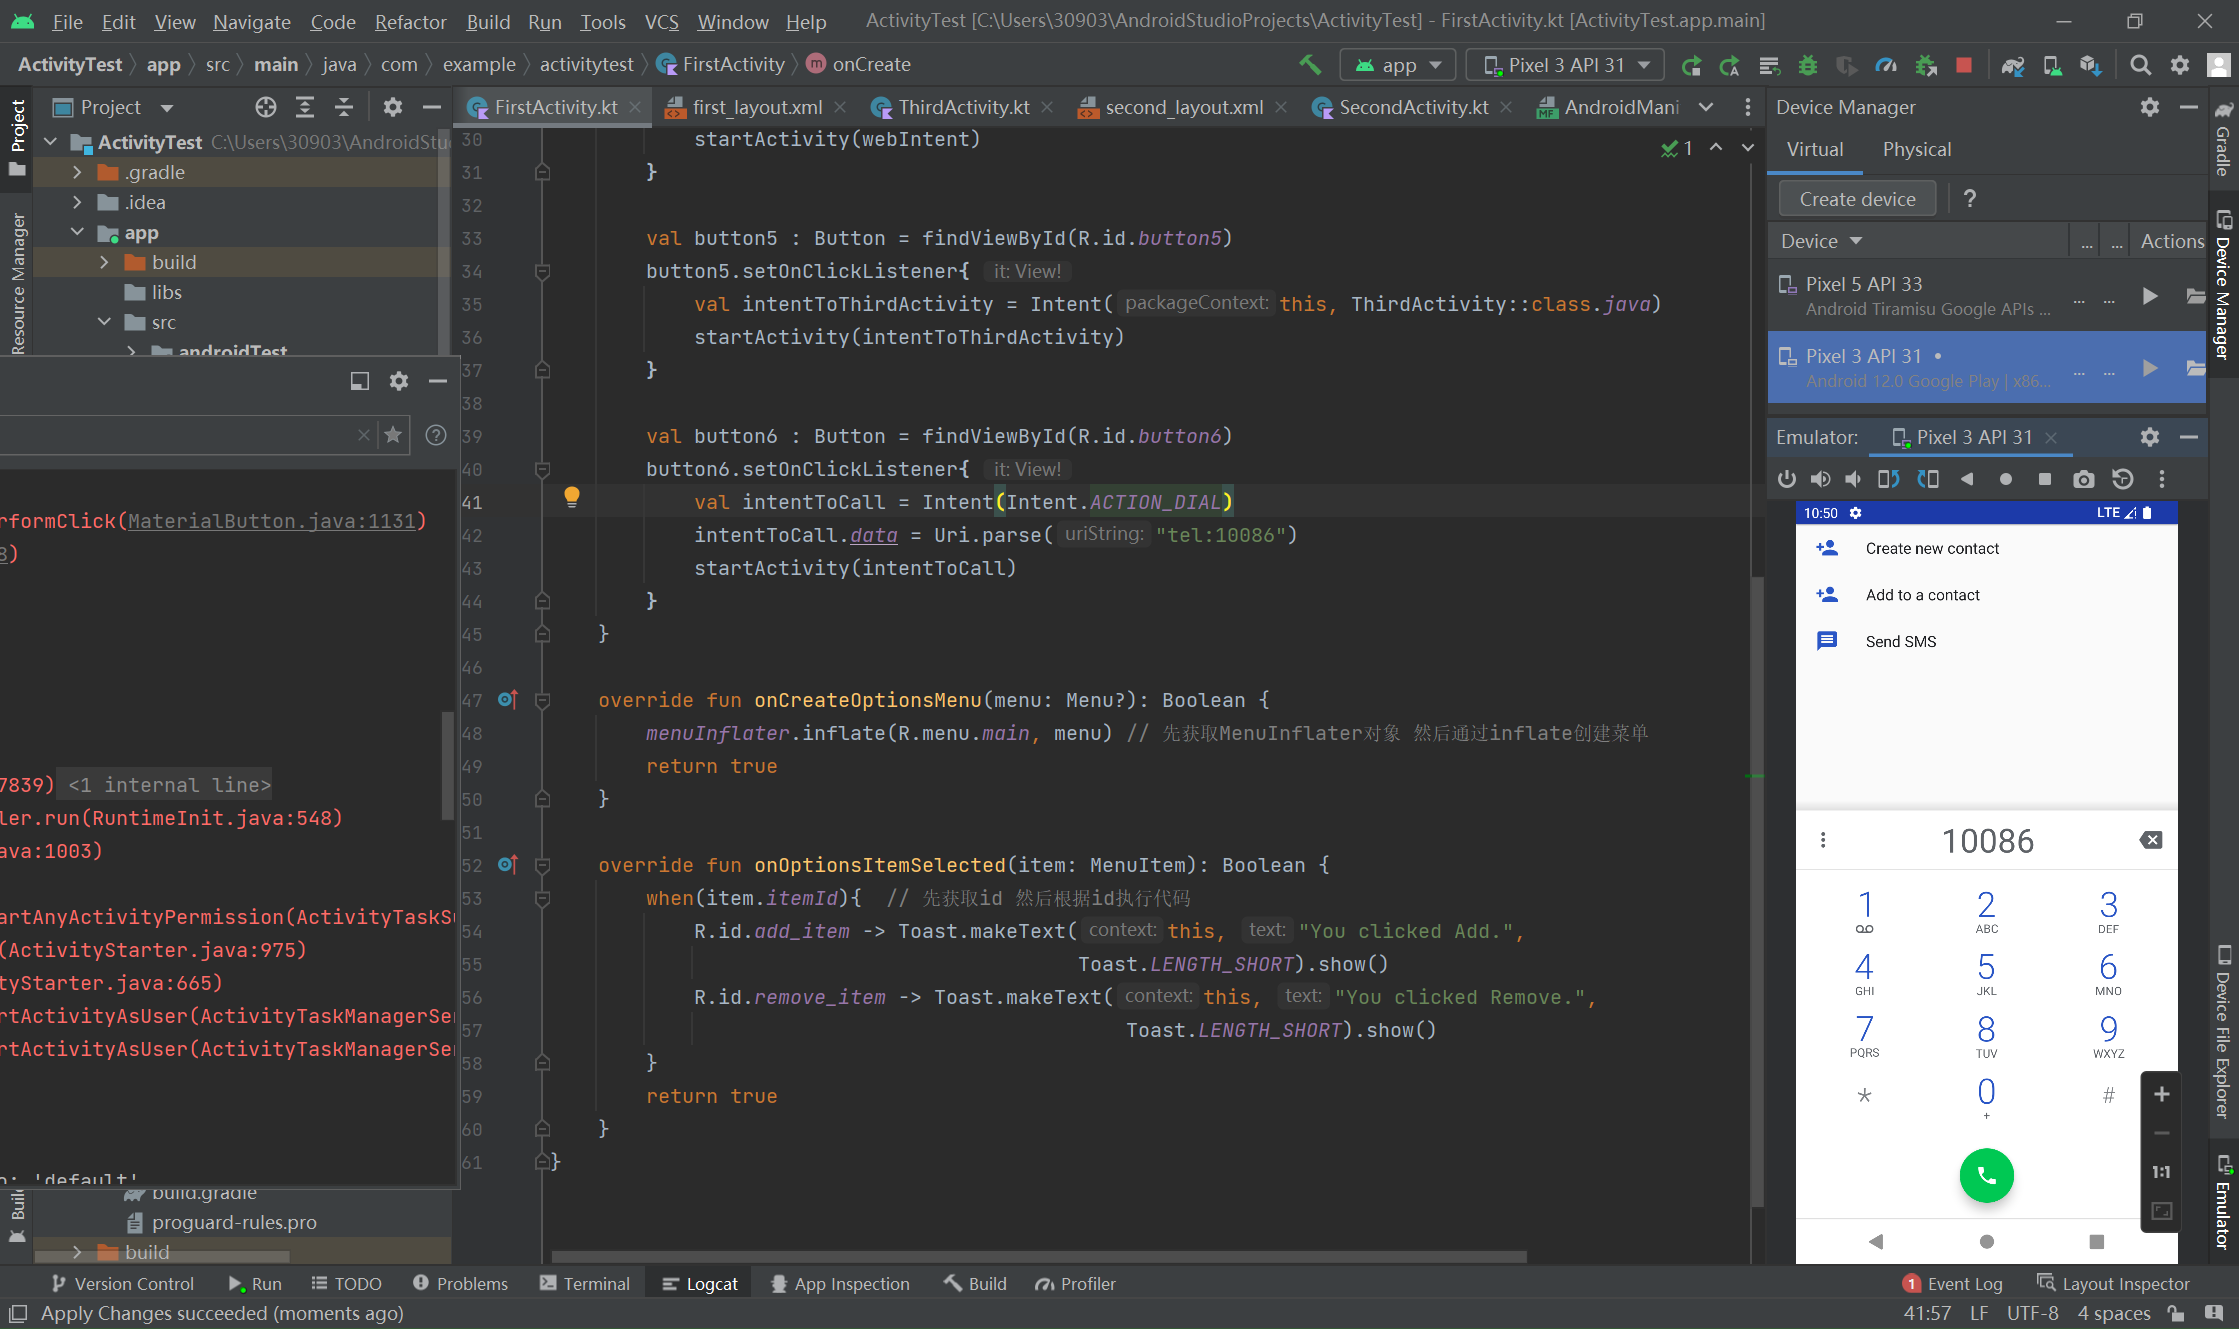 File Edit View Navigate Code Refactor Build Run Tools VCS Window Help ActivityTest [C:\Users\30903\AndroidStudioProjects\ActivityTest] - FirstActivity.kt [ActivityTest.app.main]
ActivityTest app src main java com example activitytest FirstActivity m onCreate app Pixel 3 API 31
Project
Resource Manager
Project
ActivityTest C:\Users\30903\AndroidStu
.gradle
.idea
app
build
libs
src
androidTest
rformClick(MaterialButton.java:1131)
8)
7839) <1 internal line>
ler.run(RuntimeInit.java:548)
ava:1003)
artAnyActivityPermission(ActivityTaskSu
(ActivityStarter.java:975)
tyStarter.java:665)
rtActivityAsUser(ActivityTaskManagerSer
rtActivityAsUser(ActivityTaskManagerSer
o: 'default'
build.gradle
proguard-rules.pro
build
FirstActivity.kt first_layout.xml ThirdActivity.kt second_layout.xml SecondActivity.kt AndroidMani
1
30 startActivity(webIntent)
31 }
32
33 val button5 : Button = findViewById(R.id.button5)
34 button5.setOnClickListener{ it: View!
35 val intentToThirdActivity = Intent( packageContext: this, ThirdActivity::class.java)
36 startActivity(intentToThirdActivity)
37 }
38
39 val button6 : Button = findViewById(R.id.button6)
40 button6.setOnClickListener{ it: View!
41 val intentToCall = Intent(Intent.ACTION_DIAL)
42 intentToCall.data = Uri.parse( uriString: "tel:10086")
43 startActivity(intentToCall)
44 }
45 }
46
47 override fun onCreateOptionsMenu(menu: Menu?): Boolean {
48 menuInflater.inflate(R.menu.main, menu) // 先获取MenuInflater对象 然后通过inflate创建菜单
49 return true
50 }
51
52 override fun onOptionsItemSelected(item: MenuItem): Boolean {
53 when(item.itemId){ // 先获取id 然后根据id执行代码
54 R.id.add_item -> Toast.makeText( context: this, text: "You clicked Add.",
55 Toast.LENGTH_SHORT).show()
56 R.id.remove_item -> Toast.makeText( context: this, text: "You clicked Remove.",
57 Toast.LENGTH_SHORT).show()
58 }
59 return true
60 }
61 }
Device Manager
Virtual Physical
Create device ?
Device ... ... Actions
Pixel 5 API 33
Android Tiramisu Google APIs ... ... ...
Pixel 3 API 31 •
Android 12.0 Google Play | x86... ... ...
Emulator: Pixel 3 API 31
10:50 LTE
Create new contact
Add to a contact
Send SMS
10086
1 2 3
ABC DEF
4 5 6
GHI JKL MNO
7 8 9
PQRS TUV WXYZ
* 0 #
+
1:1
Gradle
Device Manager
Device File Explorer
Emulator
Version Control Run TODO Problems Terminal Logcat App Inspection Build Profiler 1 Event Log Layout Inspector
Apply Changes succeeded (moments ago) 41:57 LF UTF-8 4 spaces